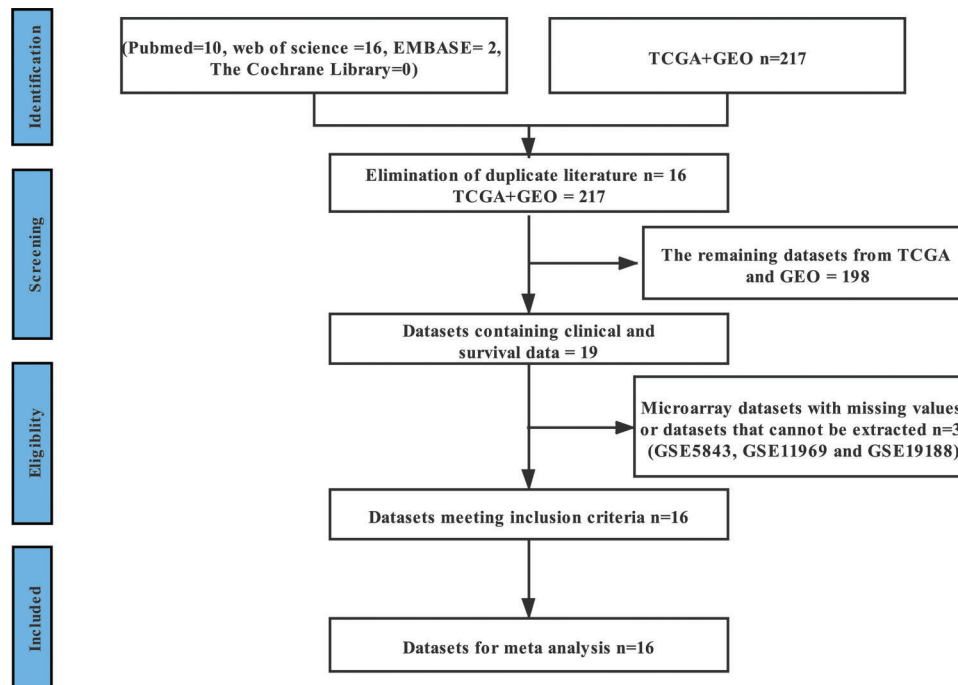 Identification
(Pubmed=10, web of science =16, EMBASE= 2,
The Cochrane Library=0)
TCGA+GEO n=217
Screening
Elimination of duplicate literature n= 16
TCGA+GEO = 217
The remaining datasets from TCGA
and GEO = 198
Datasets containing clinical and
survival data = 19
Eligiblity
Microarray datasets with missing values
or datasets that cannot be extracted n=3
(GSE5843, GSE11969 and GSE19188)
Datasets meeting inclusion criteria n=16
Included
Datasets for meta analysis n=16